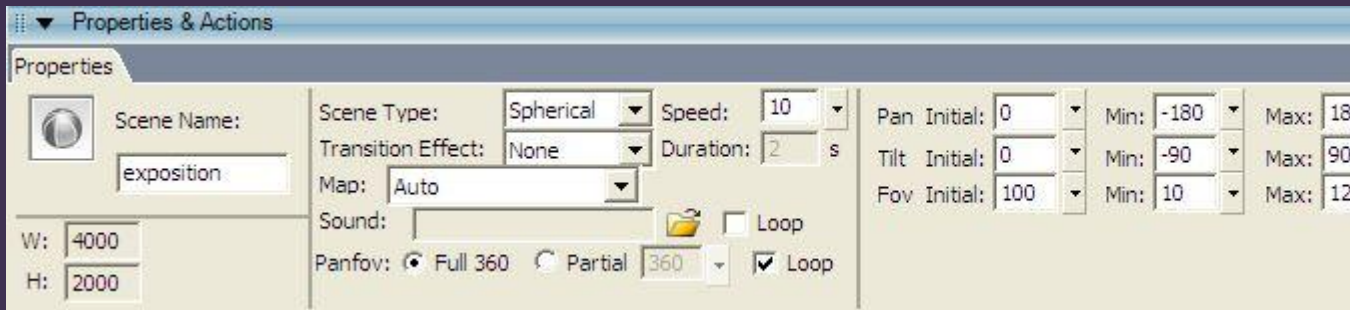 Properties & Actions
Properties
Scene Name:
exposition
W: 4000
H: 2000
Scene Type: Spherical Speed: 10
Transition Effect: None Duration: 2 s
Map: Auto
Sound: Loop
Panfov: Full 360 Partial 360 Loop
Pan Initial: 0 Min: -180 Max: 18
Tilt Initial: 0 Min: -90 Max: 90
Fov Initial: 100 Min: 10 Max: 12